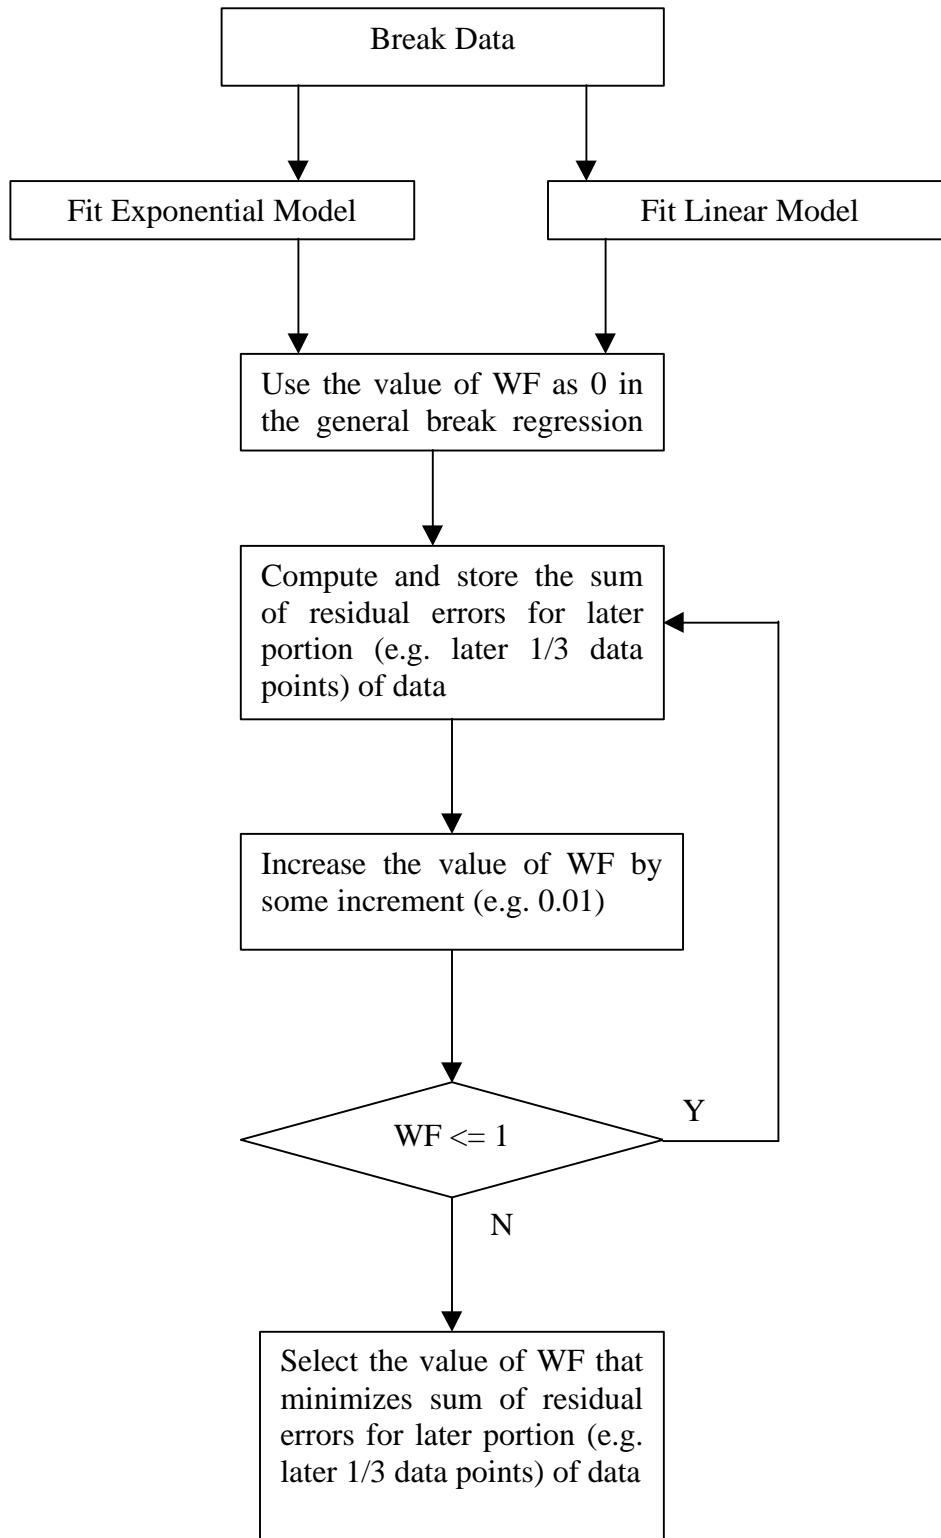 Break Data
Fit Exponential Model
Fit Linear Model
Use the value of WF as 0 in
the general break regression
Compute and store the sum
of residual errors for later
portion (e.g. later 1/3 data
points) of data
Increase the value of WF by
some increment (e.g. 0.01)
WF <= 1
Y
N
Select the value of WF that
minimizes sum of residual
errors for later portion (e.g.
later 1/3 data points) of data